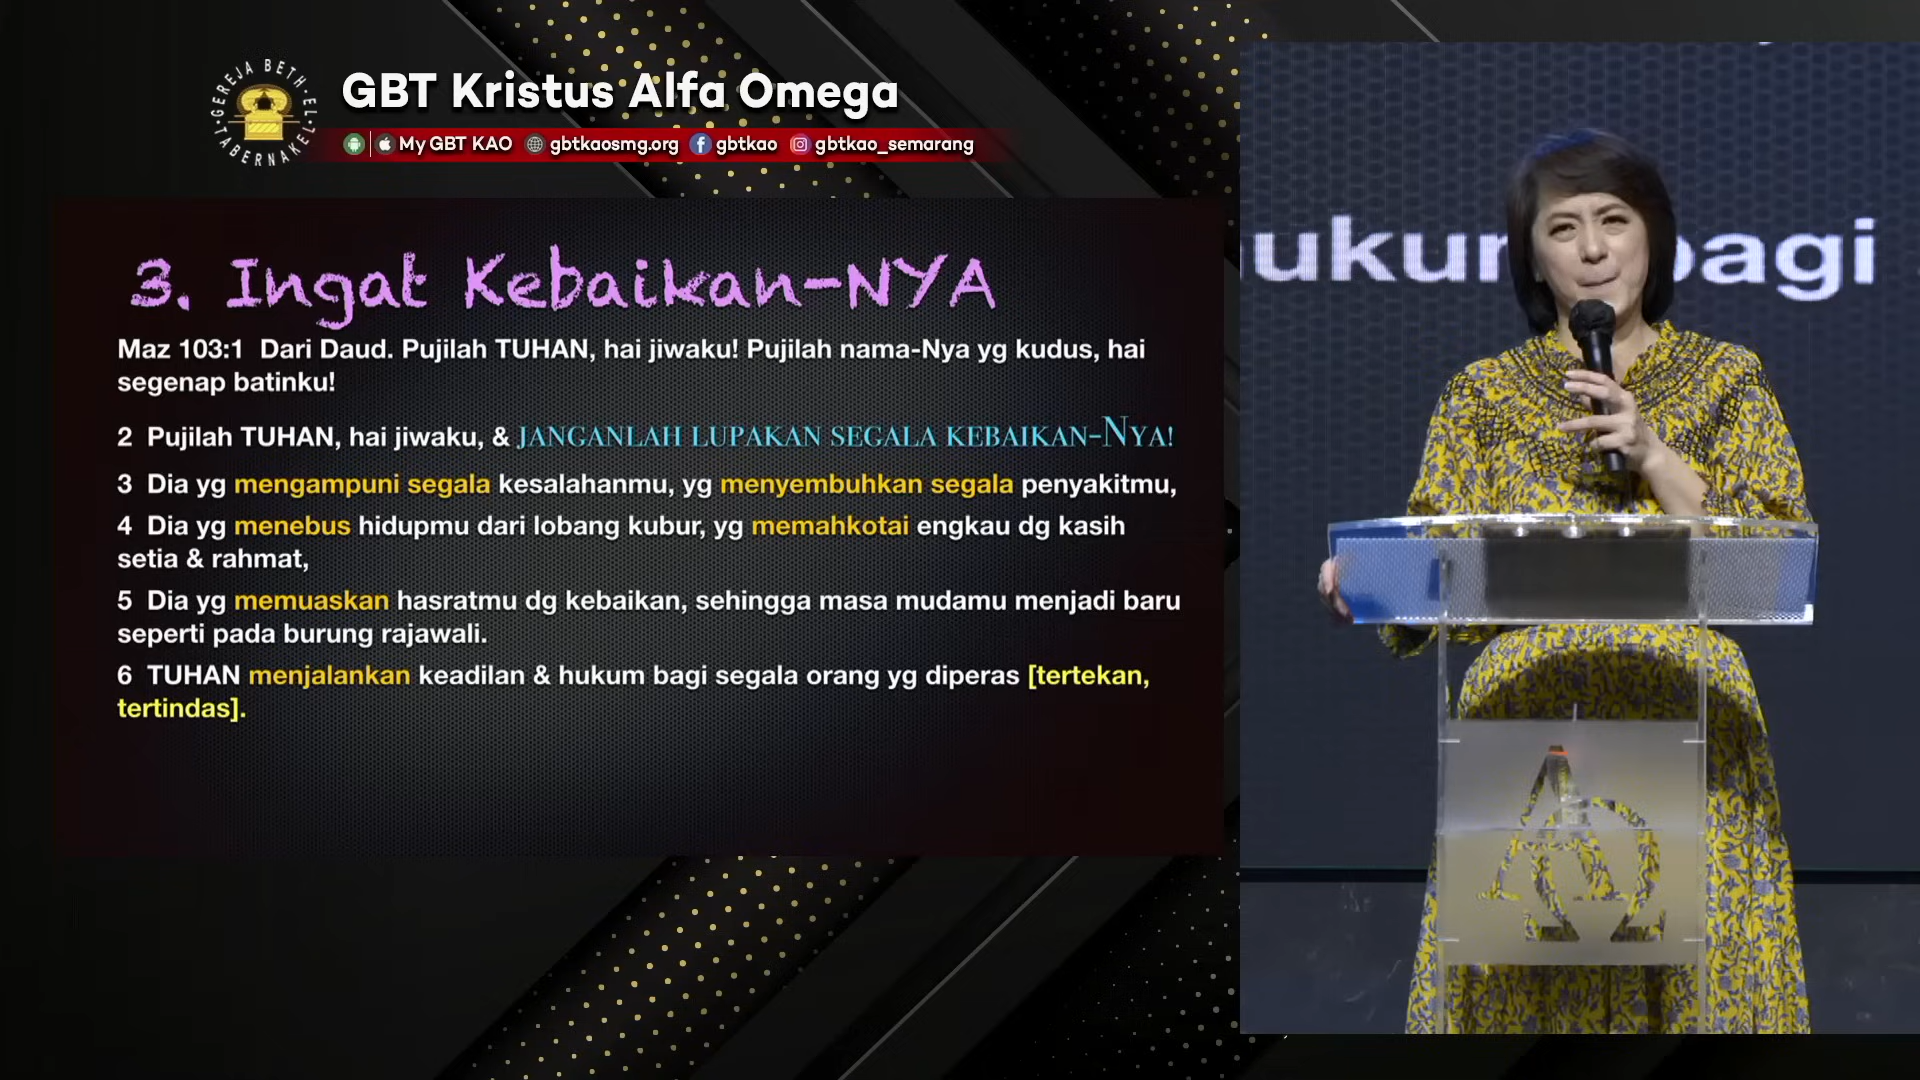 GEREJA BETH-EL TABERNAKEL
GBT Kristus Alfa Omega
My GBT KAO gbtkaosmg.org gbtkao gbtkao_semarang
3. Ingat Kebaikan-NYA
Maz 103:1 Dari Daud. Pujilah TUHAN, hai jiwaku! Pujilah nama-Nya yg kudus, hai
segenap batinku!
2 Pujilah TUHAN, hai jiwaku, & JANGANLAH LUPAKAN SEGALA KEBAIKAN-NYA!
3 Dia yg mengampuni segala kesalahanmu, yg menyembuhkan segala penyakitmu,
4 Dia yg menebus hidupmu dari lobang kubur, yg memahkotai engkau dg kasih
setia & rahmat,
5 Dia yg memuaskan hasratmu dg kebaikan, sehingga masa mudamu menjadi baru
seperti pada burung rajawali.
6 TUHAN menjalankan keadilan & hukum bagi segala orang yg diperas [tertekan,
tertindas].
bagi
ΑΩ